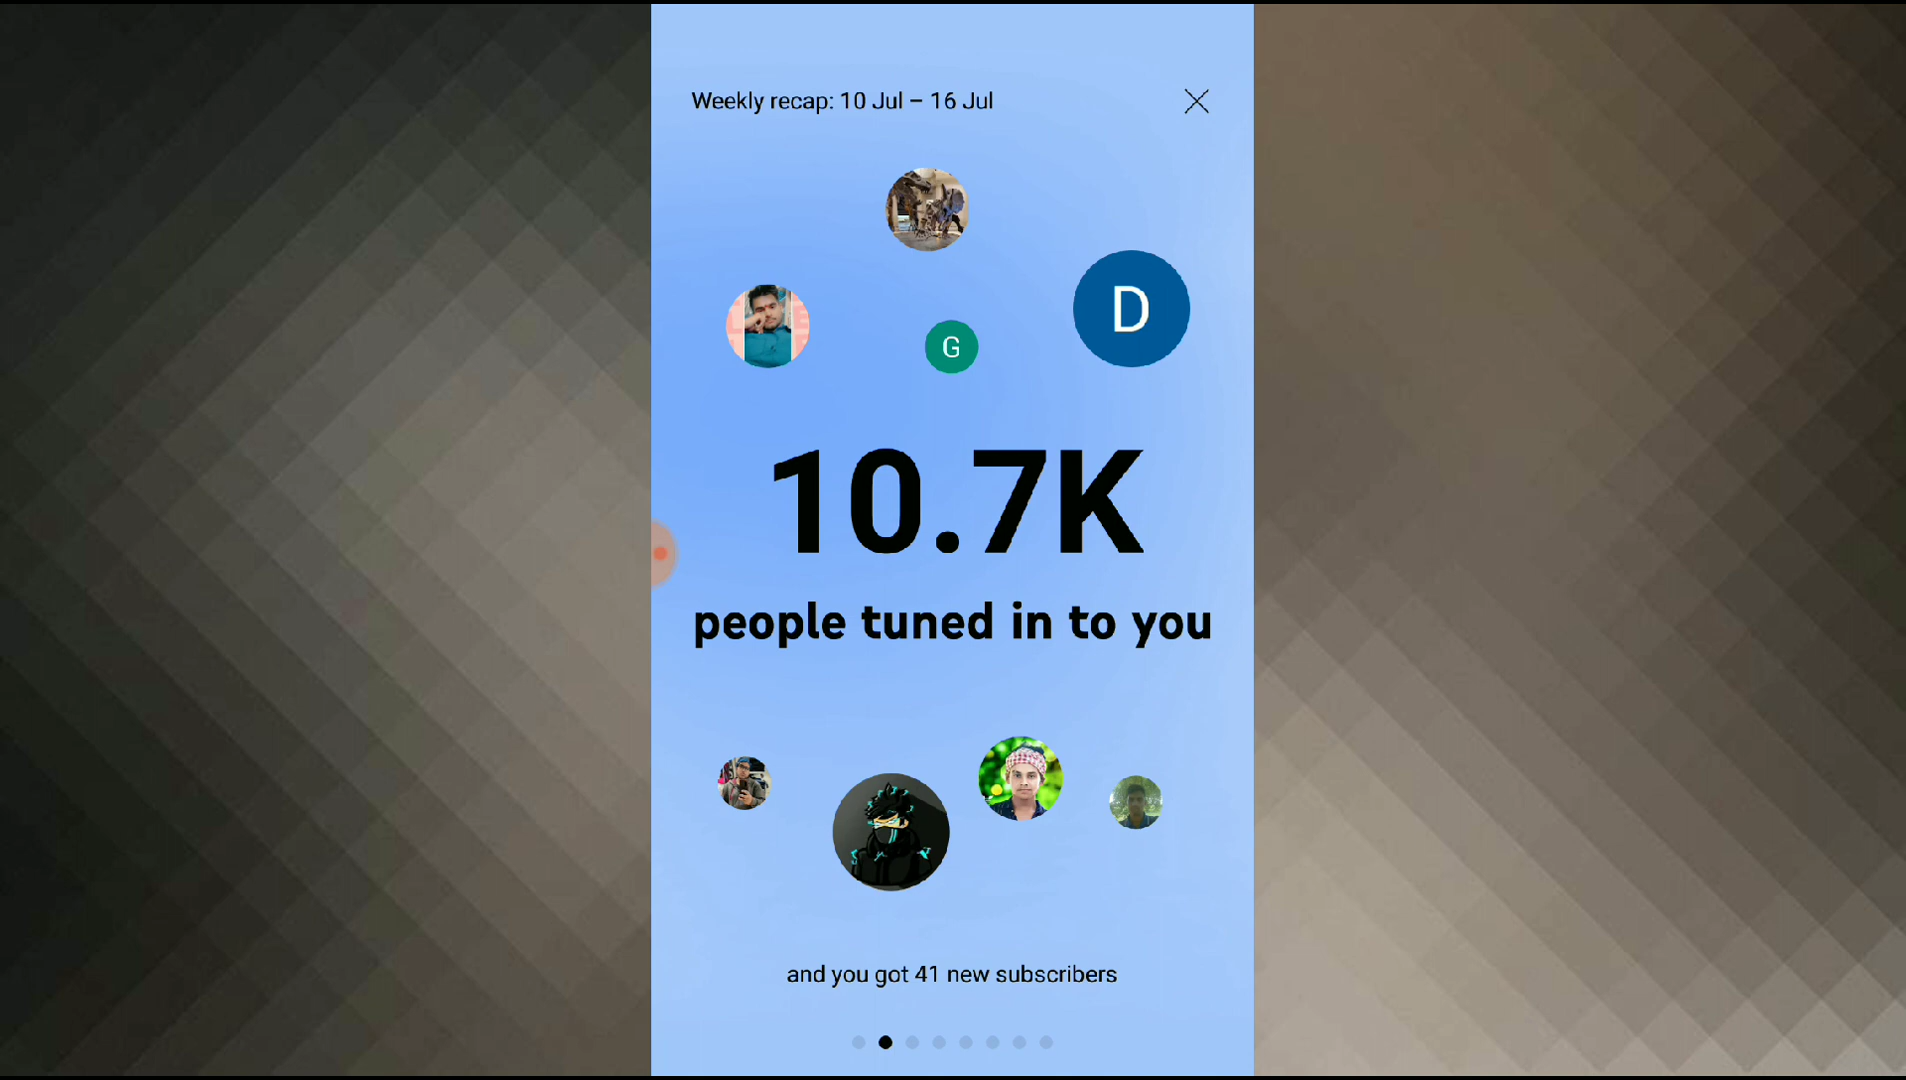 Weekly recap: 10 Jul – 16 Jul
D
G
10.7K
people tuned in to you
and you got 41 new subscribers